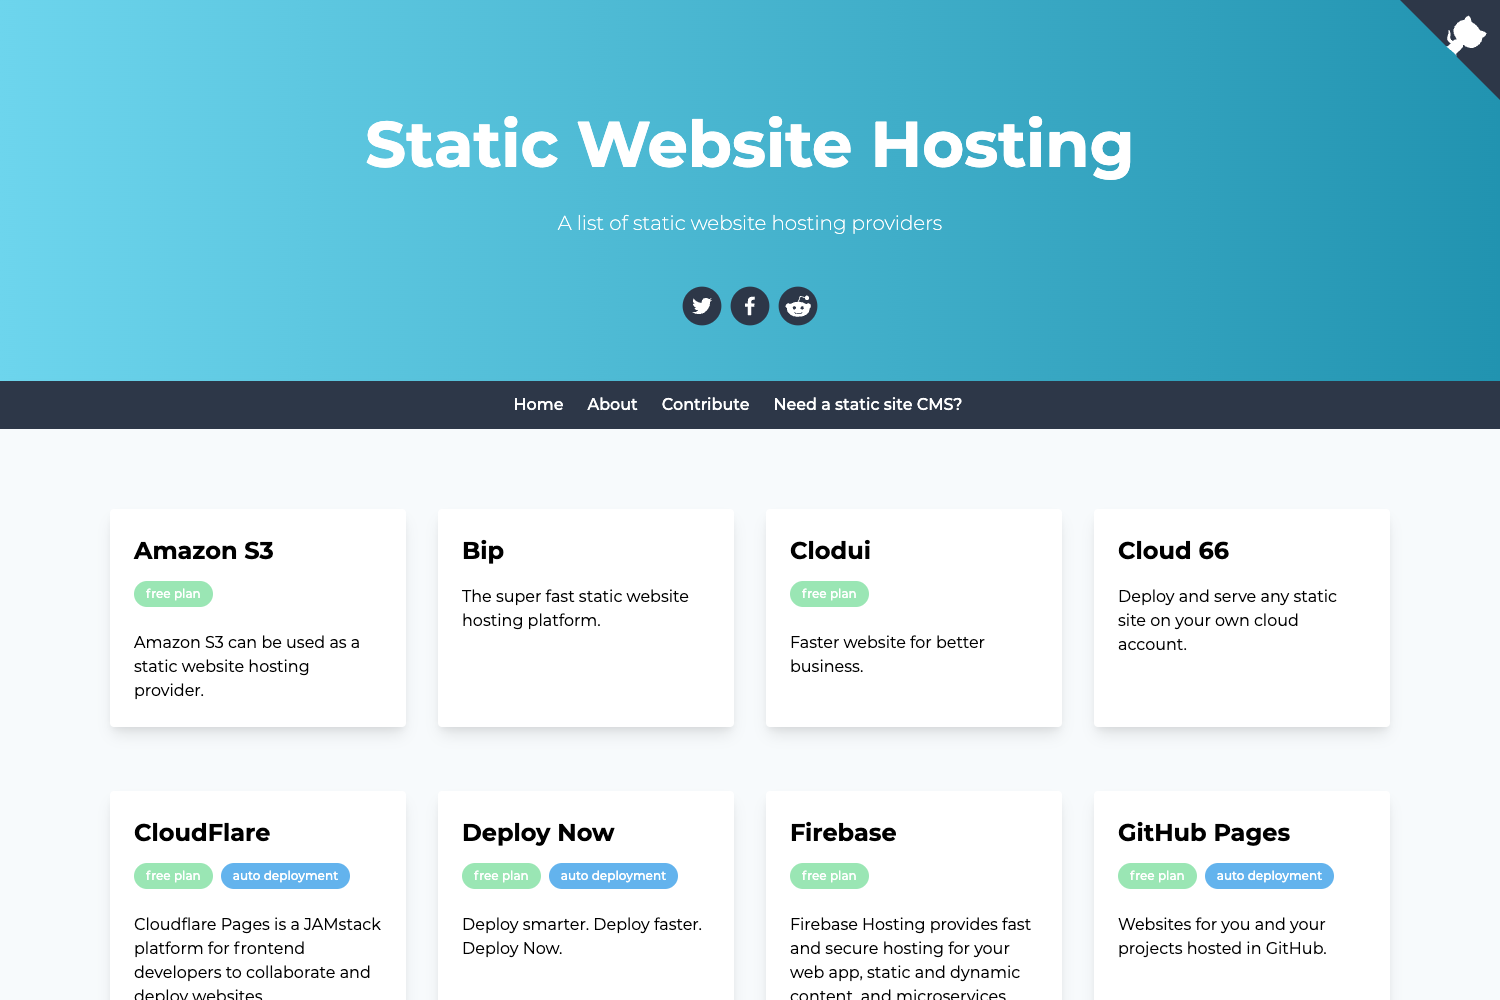 Static Website Hosting
A list of static website hosting providers
Home About Contribute Need a static site CMS?
Amazon S3
free plan
Amazon S3 can be used as a
static website hosting
provider.
Bip
The super fast static website
hosting platform.
Clodui
free plan
Faster website for better
business.
Cloud 66
Deploy and serve any static
site on your own cloud
account.
CloudFlare
free plan auto deployment
Cloudflare Pages is a JAMstack
platform for frontend
developers to collaborate and
deploy websites.
Deploy Now
free plan auto deployment
Deploy smarter. Deploy faster.
Deploy Now.
Firebase
free plan
Firebase Hosting provides fast
and secure hosting for your
web app, static and dynamic
content, and microservices.
GitHub Pages
free plan auto deployment
Websites for you and your
projects hosted in GitHub.